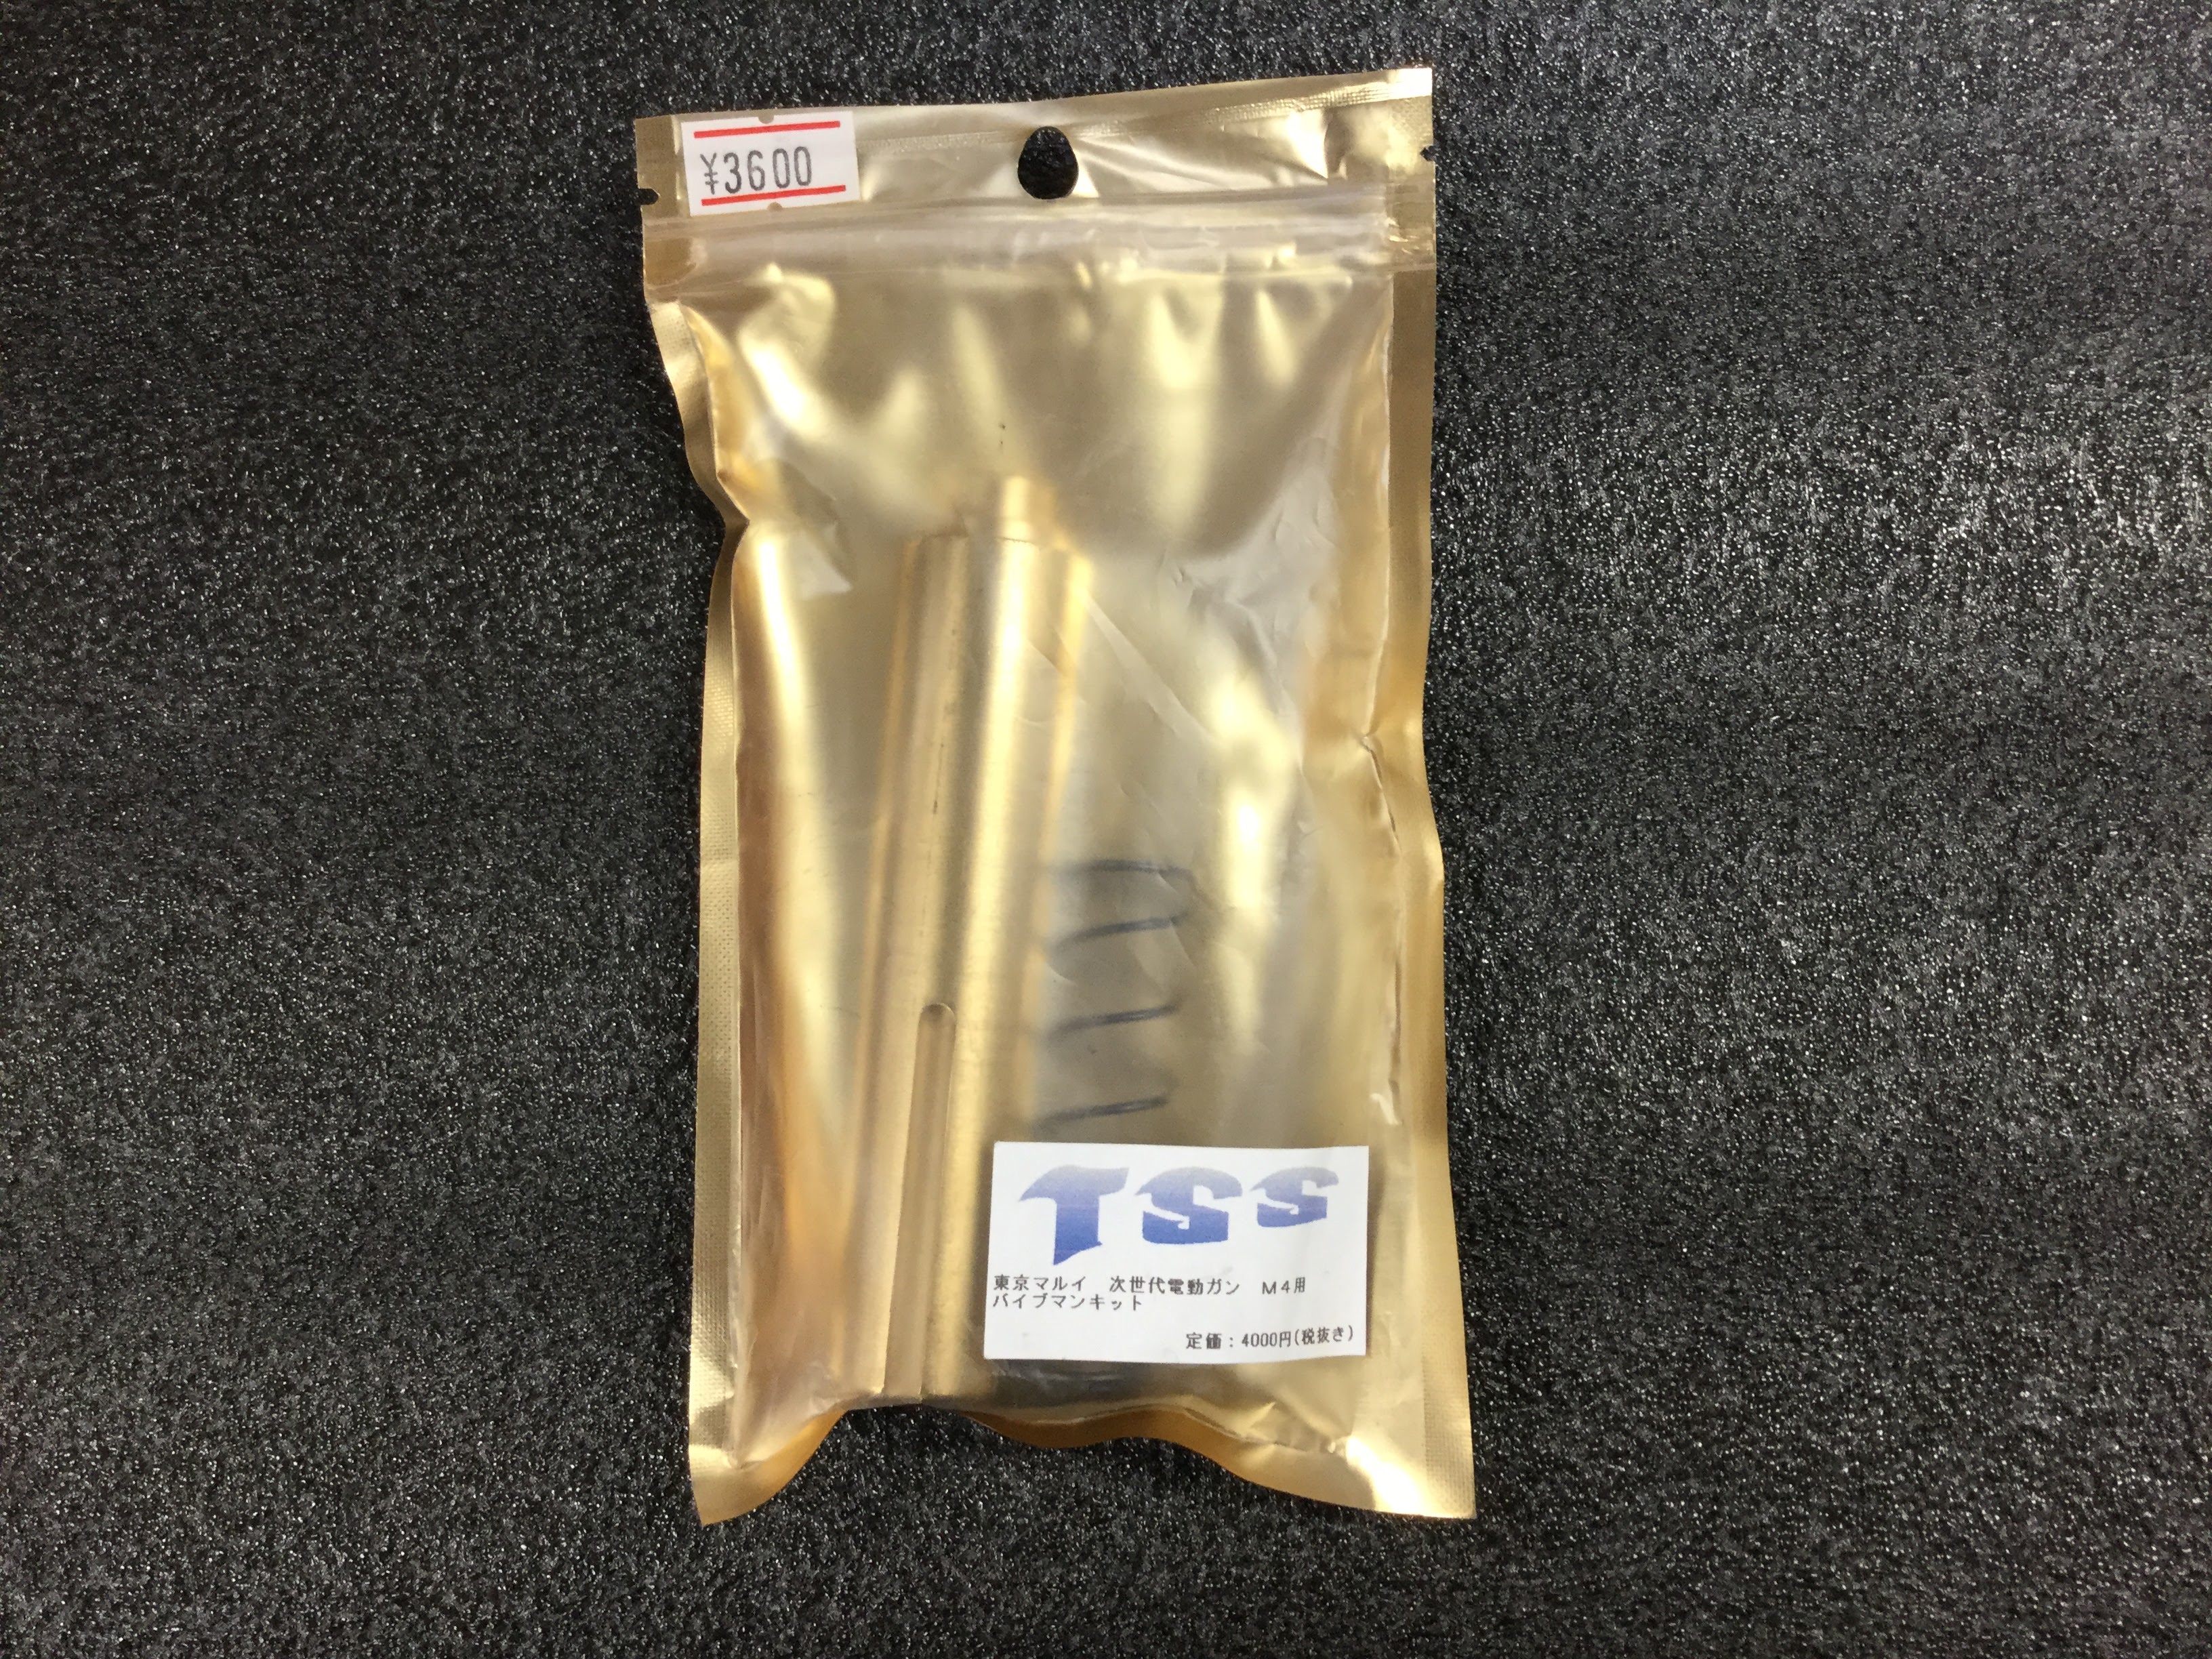 ¥3600
TSS
東京マルイ　次世代電動ガン　M4用
バイブマンキット
定価：4000円(税抜き)